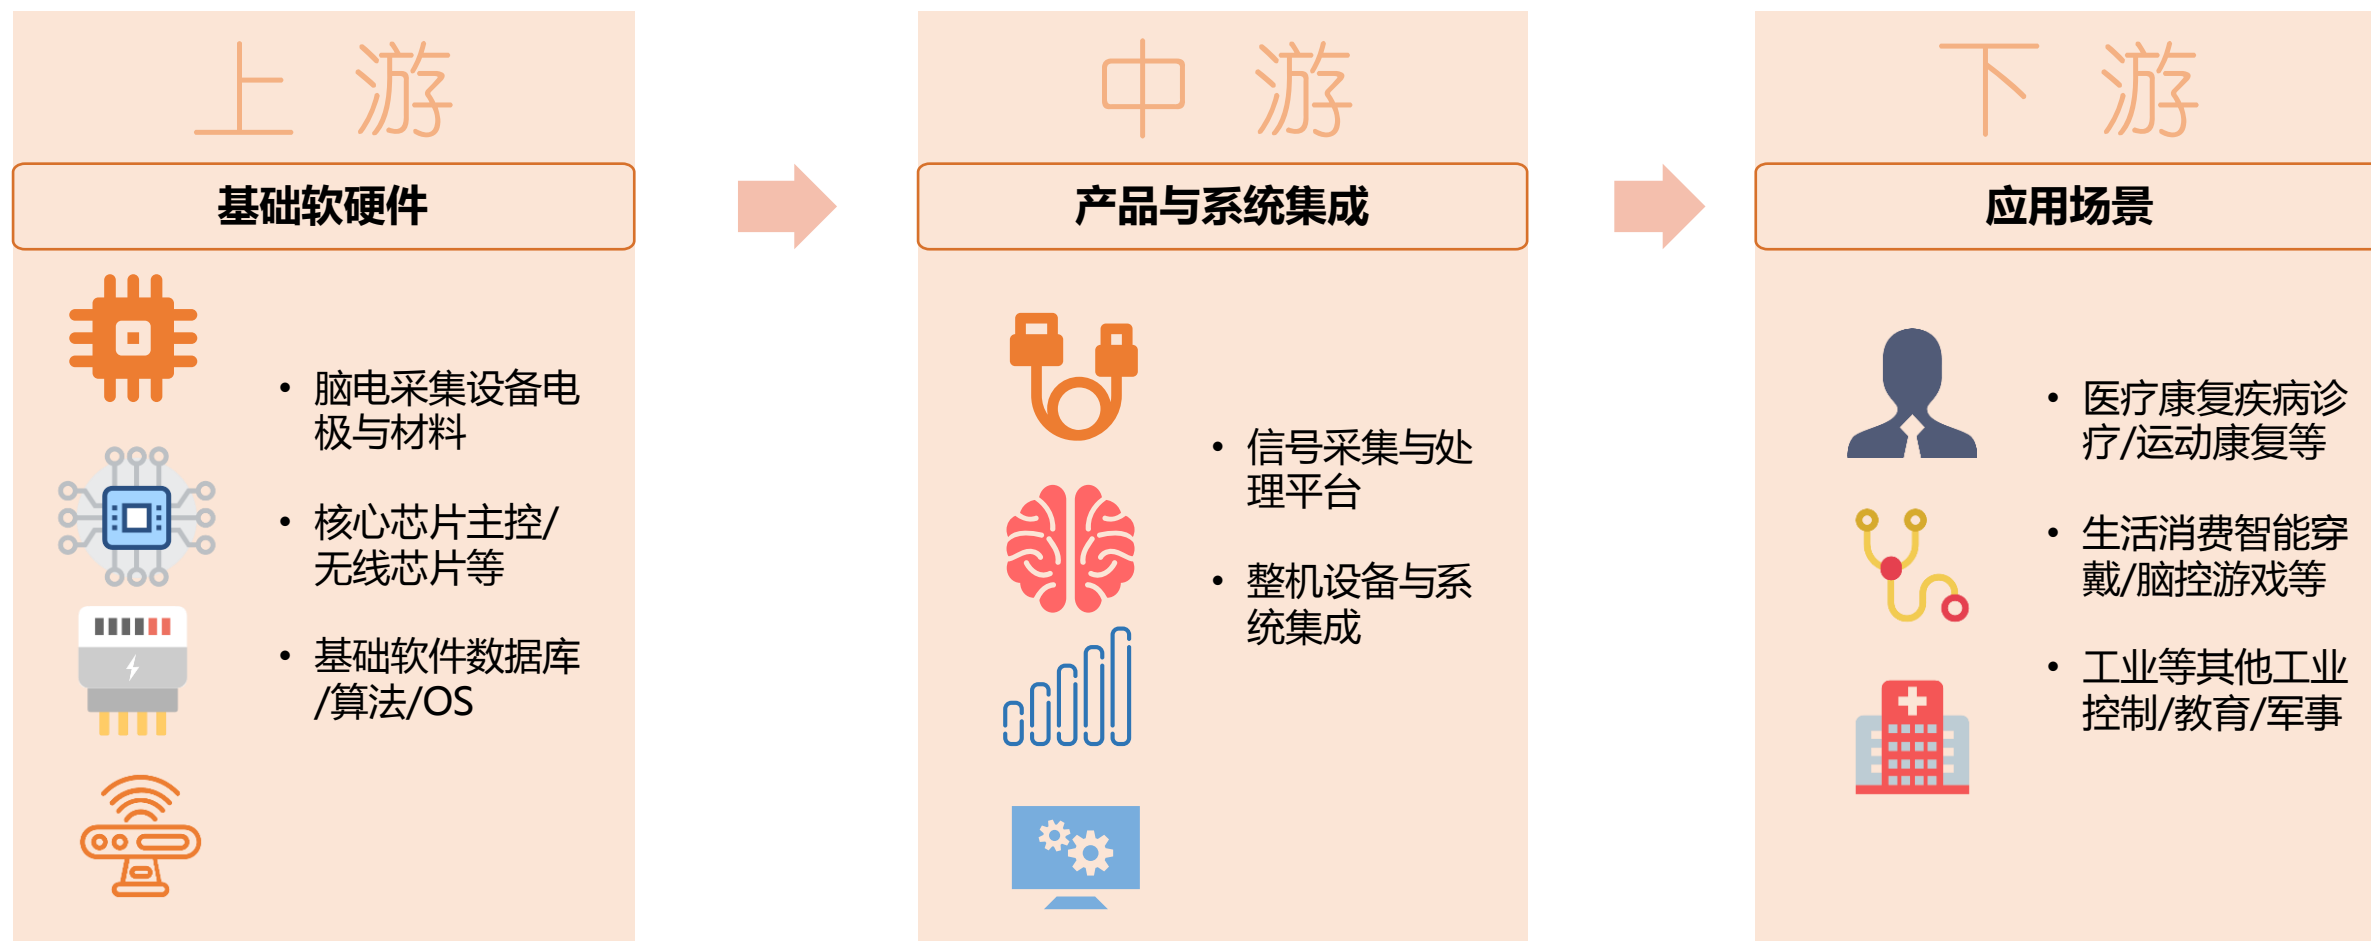 上游
基础软硬件
• 脑电采集设备电
极与材料
• 核心芯片主控/
无线芯片等
• 基础软件数据库
/算法/OS
中游
产品与系统集成
• 信号采集与处
理平台
• 整机设备与系
统集成
下游
应用场景
• 医疗康复疾病诊
疗/运动康复等
• 生活消费智能穿
戴/脑控游戏等
• 工业等其他工业
控制/教育/军事